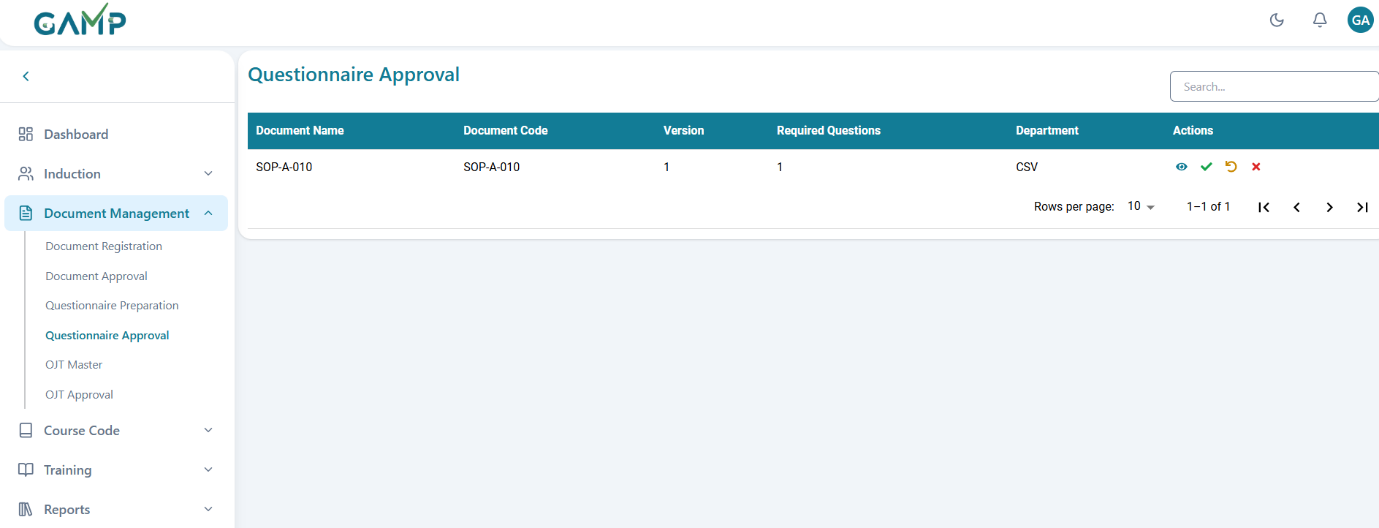 GAMP
GA
Questionnaire Approval
Search...
Dashboard
Induction
Document Management
Document Registration
Document Approval
Questionnaire Preparation
Questionnaire Approval
OJT Master
OJT Approval
Course Code
Training
Reports
Document Name Document Code Version Required Questions Department Actions
SOP-A-010 SOP-A-010 1 1 CSV
Rows per page: 10 1–1 of 1